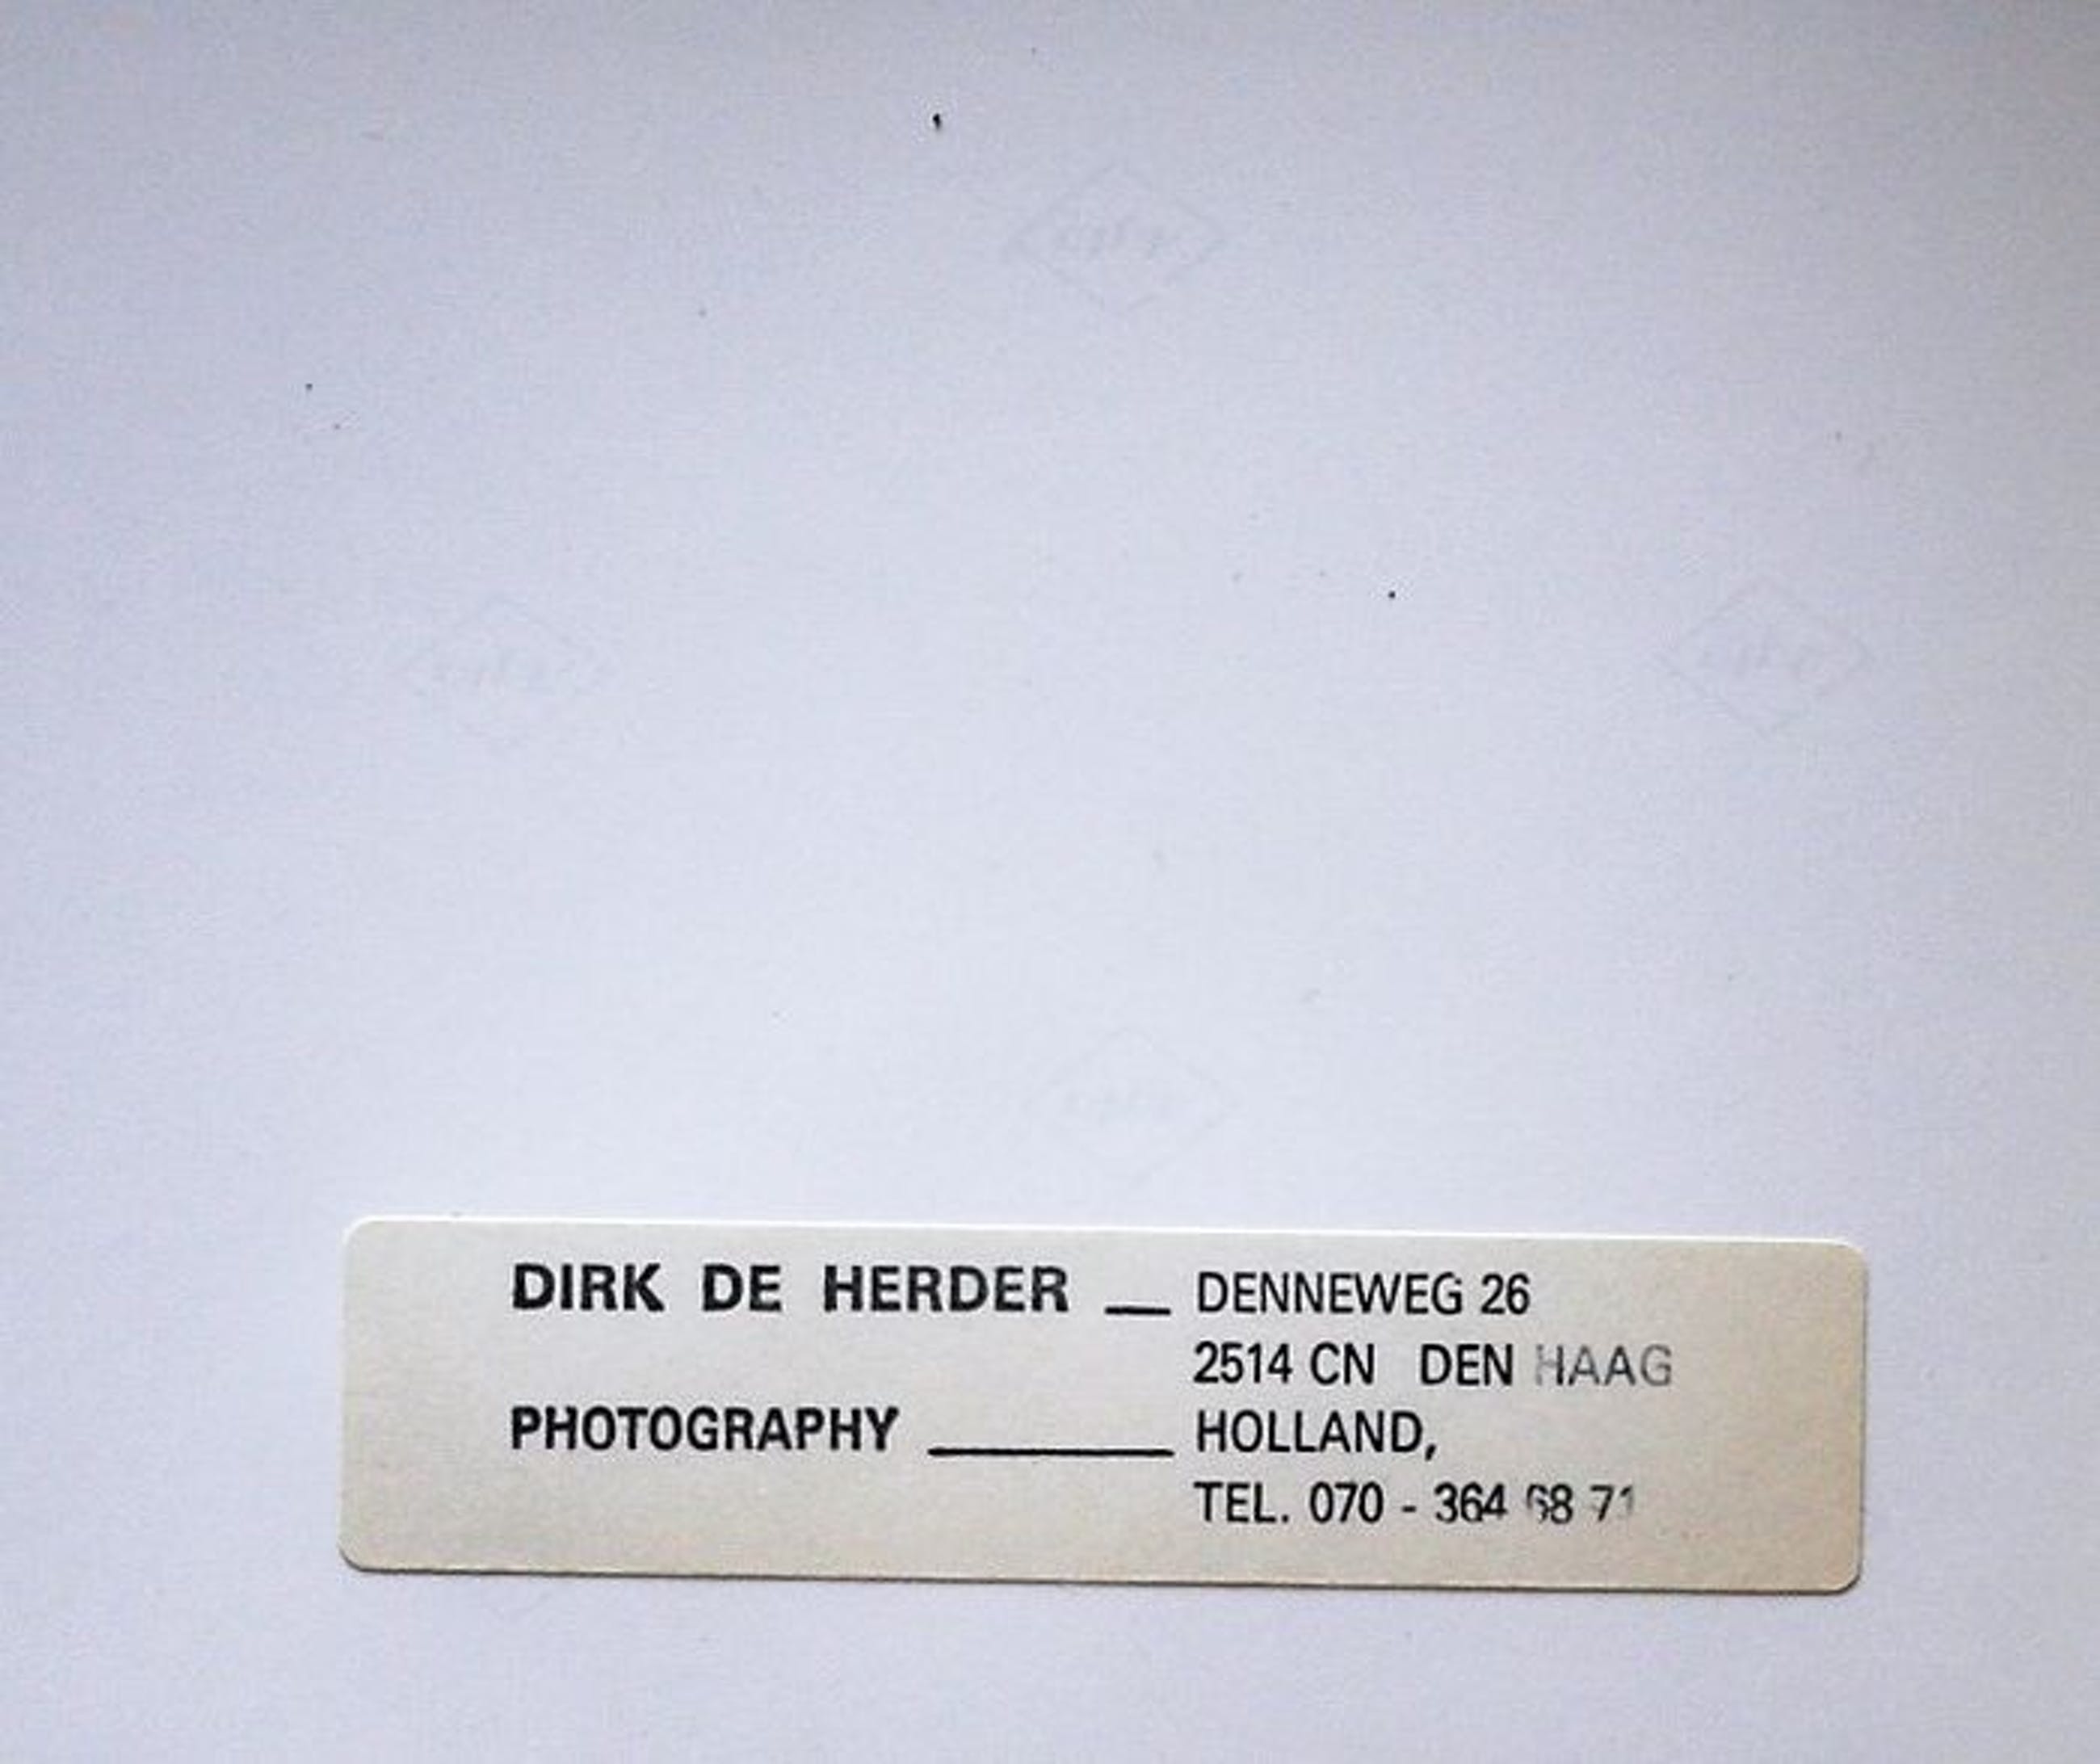 DIRK DE HERDER — DENNEWEG 26
2514 CN DEN HAAG
PHOTOGRAPHY ——— HOLLAND,
TEL. 070 - 364 68 71